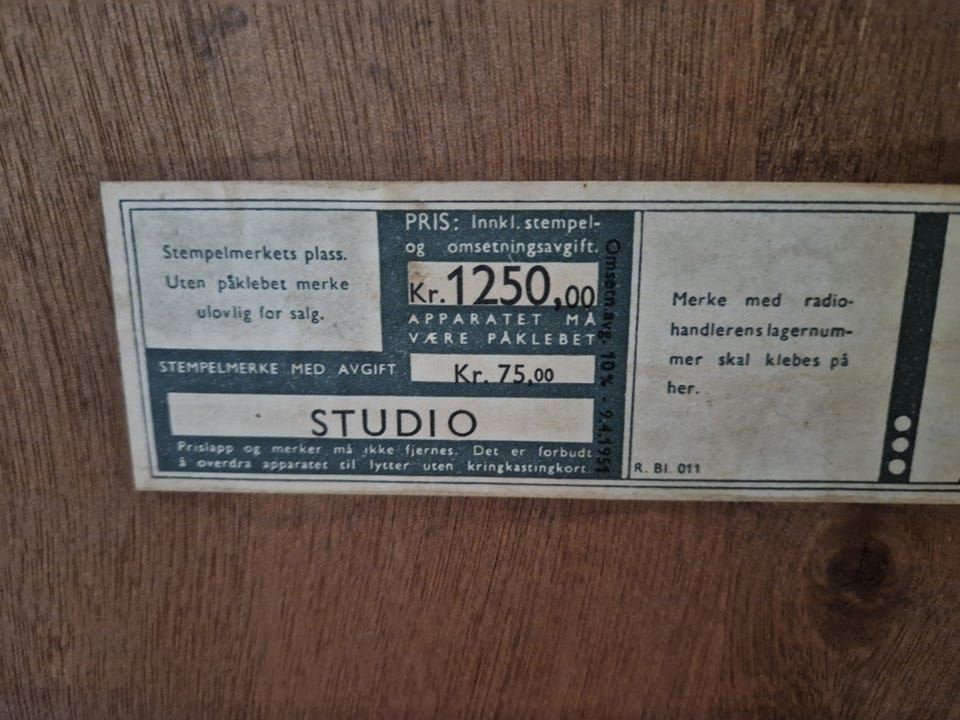 Stempelmerkets plass.
Uten påklebet merke
ulovlig for salg.
PRIS: Innkl. stempel-
og omsetningsavgift.
Kr. 1250,00
APPARATET MÅ
VÆRE PÅKLEBET
STEMPELMERKE MED AVGIFT
Kr. 75,00
STUDIO
Prislapp og merker må ikke fjernes. Det er forbudt
å overdra apparatet til lytter uten kringkastingkort.
Omsetn.avg. 10% - 9.4.1951
Merke med radio-
handlerens lagernum-
mer skal klebes på
her.
R. Bl. 011